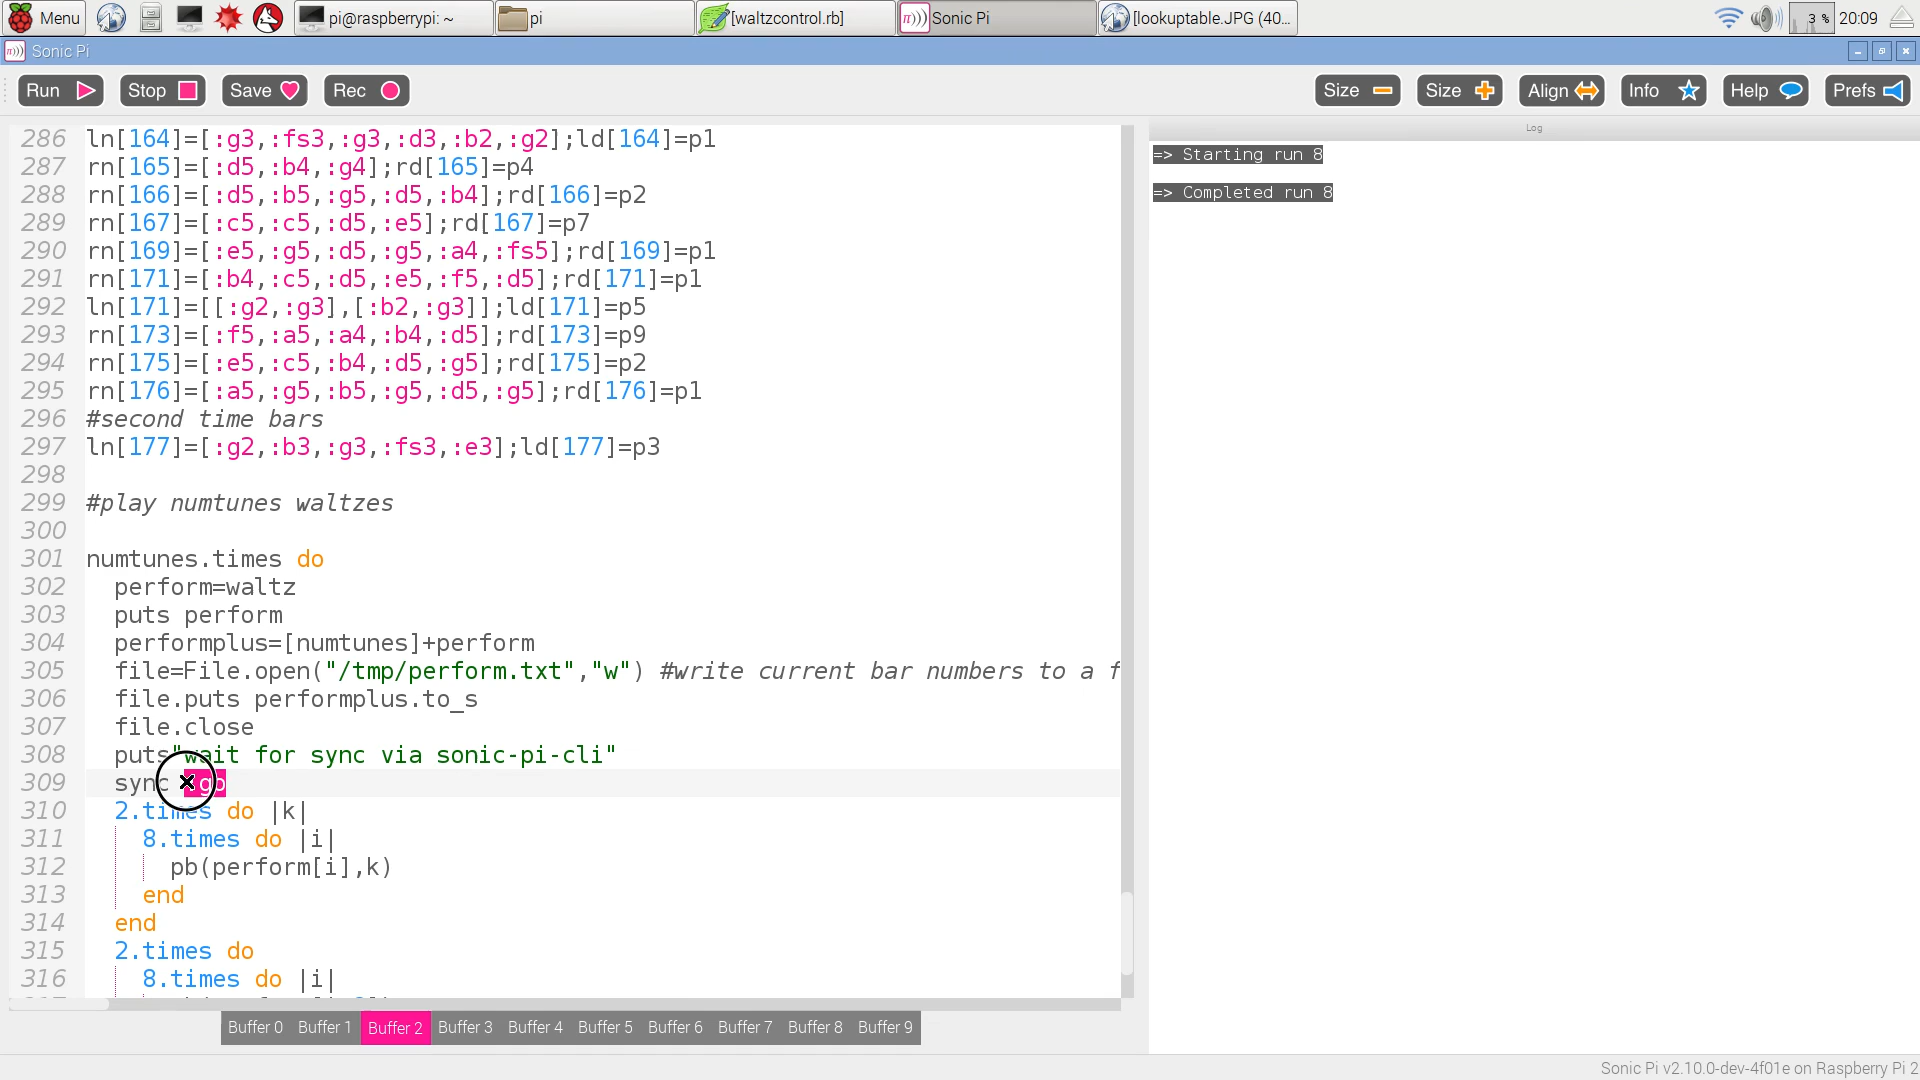 Menu
pi@raspberrypi: ~
pi
[waltzcontrol.rb]
Sonic Pi
[lookuptable.JPG (40...
3 %
20:09
Sonic Pi
Run
Stop
Save
Rec
Size
Size
Align
Info
Help
Prefs
286 ln[164]=[:g3,:fs3,:g3,:d3,:b2,:g2];ld[164]=p1
287 rn[165]=[:d5,:b4,:g4];rd[165]=p4
288 rn[166]=[:d5,:b5,:g5,:d5,:b4];rd[166]=p2
289 rn[167]=[:c5,:c5,:d5,:e5];rd[167]=p7
290 rn[169]=[:e5,:g5,:d5,:g5,:a4,:fs5];rd[169]=p1
291 rn[171]=[:b4,:c5,:d5,:e5,:f5,:d5];rd[171]=p1
292 ln[171]=[[:g2,:g3],[:b2,:g3]];ld[171]=p5
293 rn[173]=[:f5,:a5,:a4,:b4,:d5];rd[173]=p9
294 rn[175]=[:e5,:c5,:b4,:d5,:g5];rd[175]=p2
295 rn[176]=[:a5,:g5,:b5,:g5,:d5,:g5];rd[176]=p1
296 #second time bars
297 ln[177]=[:g2,:b3,:g3,:fs3,:e3];ld[177]=p3
298
299 #play numtunes waltzes
300
301 numtunes.times do
302 perform=waltz
303 puts perform
304 performplus=[numtunes]+perform
305 file=File.open("/tmp/perform.txt","w") #write current bar numbers to a f
306 file.puts performplus.to_s
307 file.close
308 puts"wait for sync via sonic-pi-cli"
309 sync
310 2.times do |k|
311 8.times do |i|
312 pb(perform[i],k)
313 end
314 end
315 2.times do
316 8.times do |i|
Log
=> Starting run 8
=> Completed run 8
Buffer 0 Buffer 1 Buffer 2 Buffer 3 Buffer 4 Buffer 5 Buffer 6 Buffer 7 Buffer 8 Buffer 9
Sonic Pi v2.10.0-dev-4f01e on Raspberry Pi 2